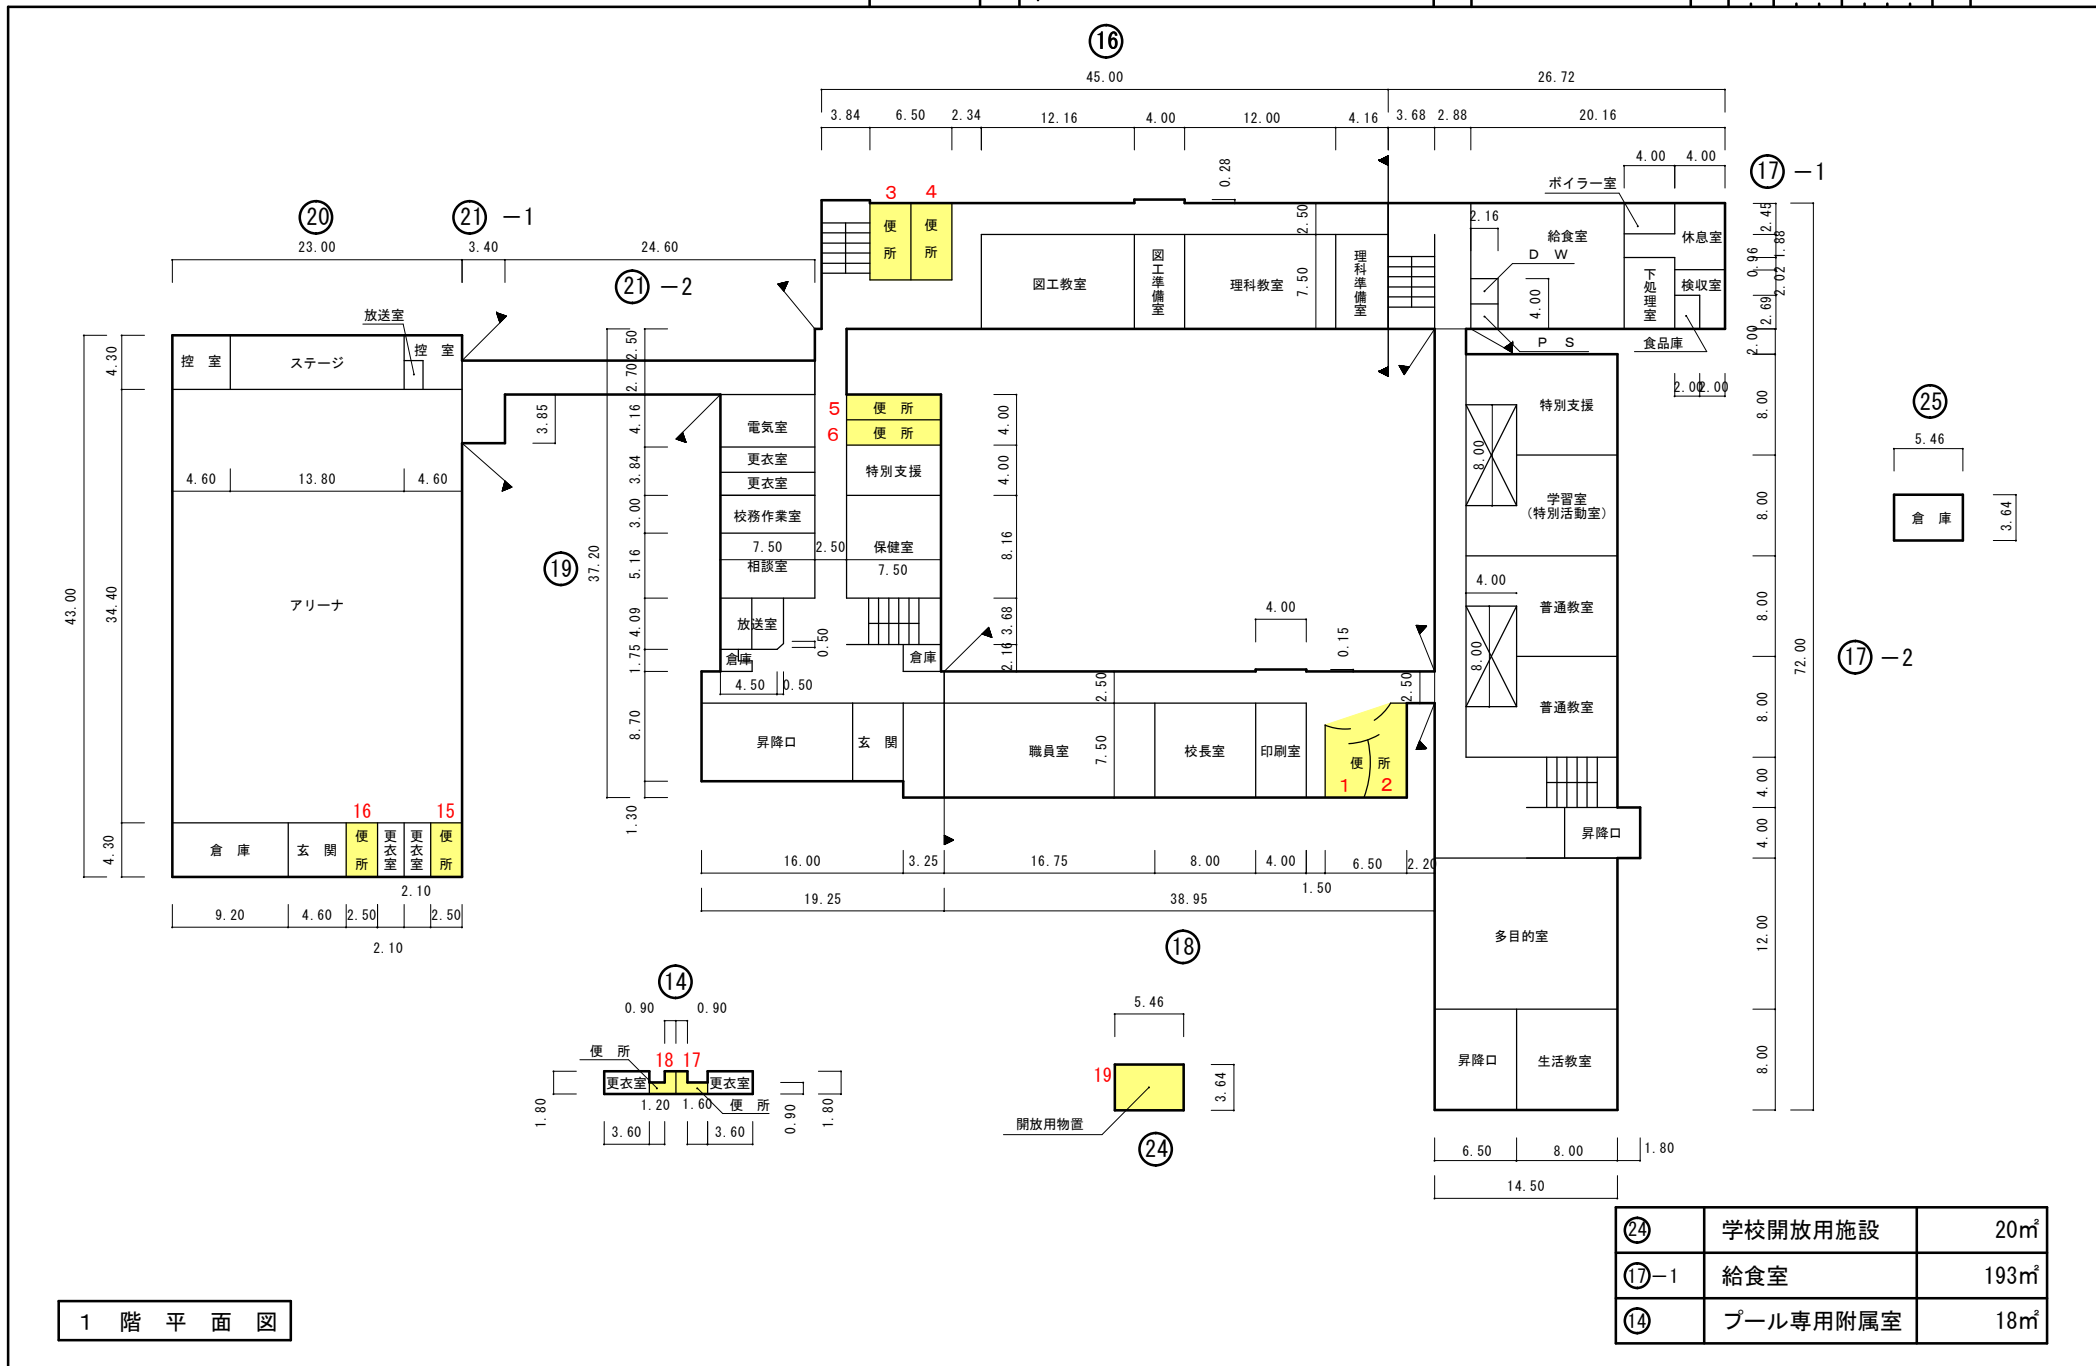 ⑯
45.00
26.72
3.84
6.50
2.34
12.16
4.00
12.00
4.16
3.68
2.88
20.16
4.00
4.00
0.28
⑰－1
ボイラー室
3
4
便所
便所
2.50
2.16
給食室
休息室
2.45
1.88
0.96
2.02
2.69
2.00
ＤＷ
図工教室
図工準備室
理科教室
7.50
理科準備室
4.00
下処理室
検収室
ＰＳ
食品庫
2.00
2.00
⑳
23.00
㉑－1
3.40
24.60
㉑－2
放送室
控室
ステージ
控室
4.30
2.50
2.70
3.85
4.16
電気室
5
便所
6
便所
4.00
更衣室
3.84
更衣室
特別支援
4.00
4.60
13.80
4.60
3.00
校務作業室
7.50
2.50
保健室
8.16
⑲
37.20
5.16
相談室
7.50
43.00
34.40
アリーナ
4.09
放送室
0.50
3.68
1.75
倉庫
倉庫
2.16
4.50
0.50
4.00
0.15
特別支援
8.00
8.00
学習室
（特別活動室）
8.00
4.00
普通教室
8.00
8.00
普通教室
8.00
⑰－2
72.00
㉕
5.46
倉庫
3.64
2.50
2.50
8.70
昇降口
玄関
職員室
7.50
校長室
印刷室
便所
1
2
4.00
昇降口
4.00
1.30
16
15
4.30
倉庫
玄関
便所
更衣室
更衣室
便所
2.10
9.20
4.60
2.50
2.50
2.10
16.00
3.25
16.75
8.00
4.00
6.50
2.20
1.50
19.25
38.95
⑱
多目的室
12.00
昇降口
生活教室
8.00
6.50
8.00
1.80
14.50
⑭
0.90
0.90
便所
18
17
更衣室
更衣室
1.80
1.20
1.60
便所
0.90
1.80
3.60
3.60
5.46
19
3.64
開放用物置
㉔
㉔ 学校開放用施設 20㎡
⑰－1 給食室 193㎡
⑭ プール専用附属室 18㎡
1階平面図